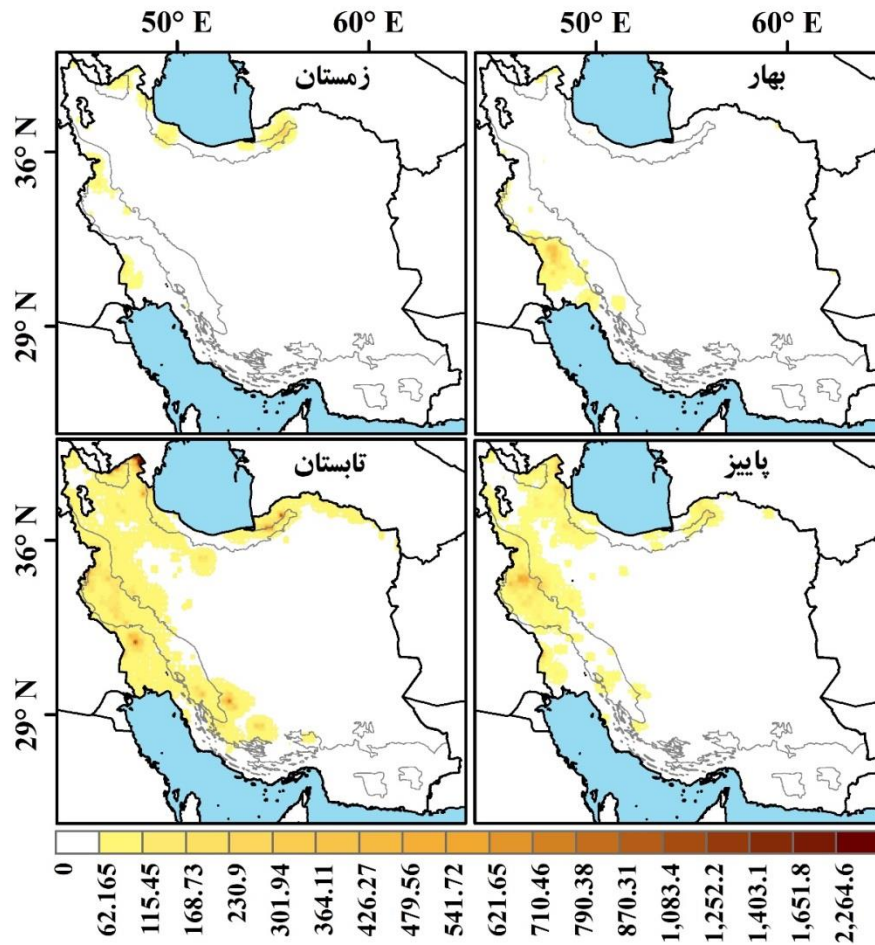 50° E 60° E 50° E 60° E
زمستان
بهار
36° N
29° N
تابستان
پاییز
36° N
29° N
0
62.165
115.45
168.73
230.9
301.94
364.11
426.27
479.56
541.72
621.65
710.46
790.38
870.31
1,083.4
1,252.2
1,403.1
1,651.8
2,264.6